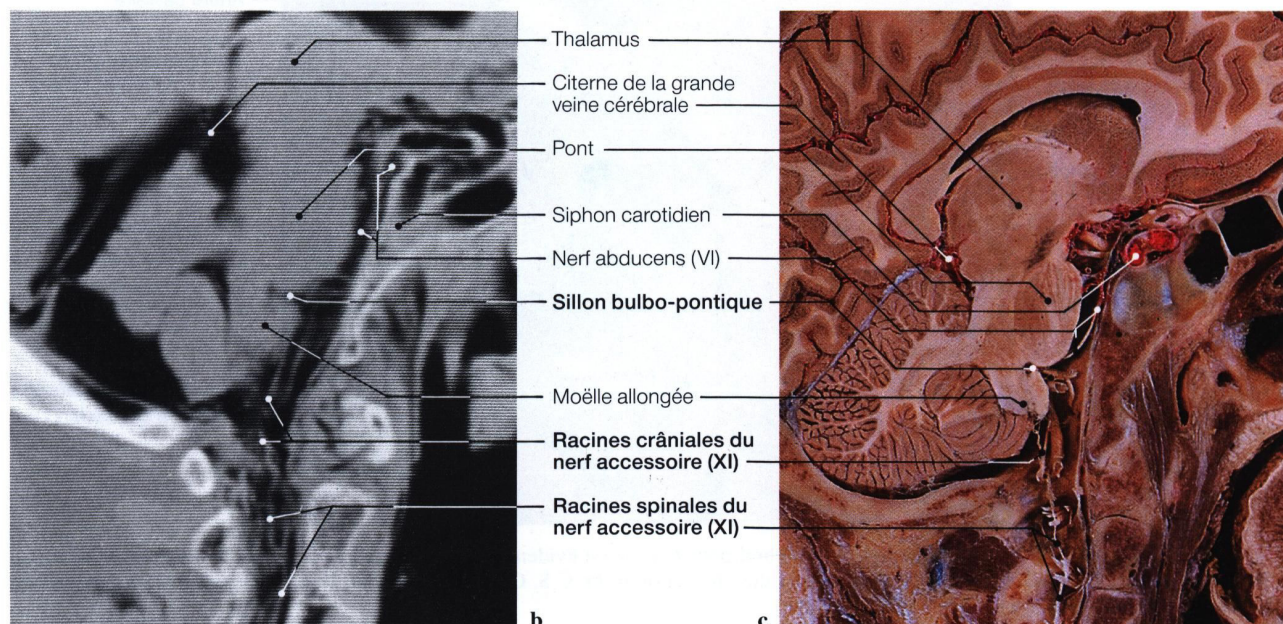 Thalamus
Citerne de la grande
veine cérébrale
Pont
Siphon carotidien
Nerf abducens (VI)
Sillon bulbo-pontique
Moëlle allongée
Racines crâniales du
nerf accessoire (XI)
Racines spinales du
nerf accessoire (XI)
b
c